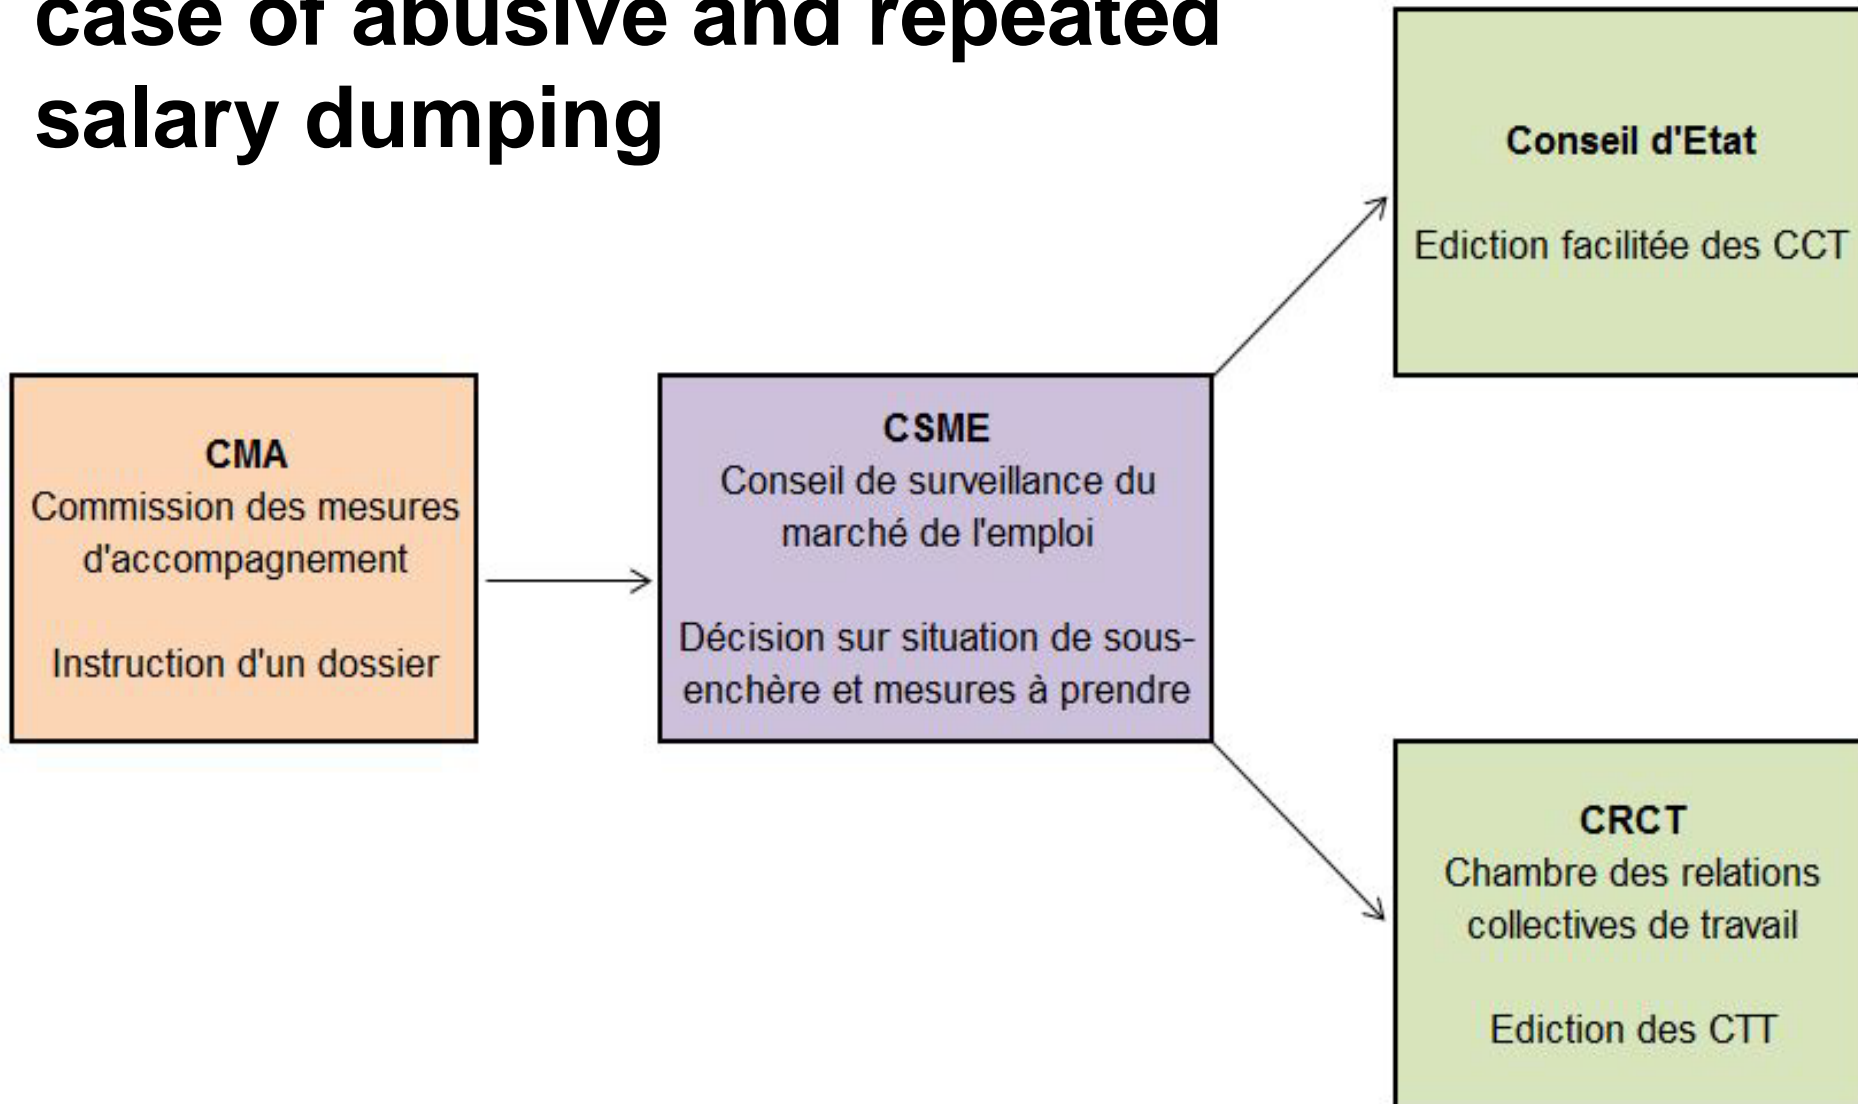 case of abusive and repeated
salary dumping
Conseil d'Etat
Ediction facilitée des CCT
CMA
Commission des mesures
d'accompagnement
Instruction d'un dossier
CSME
Conseil de surveillance du
marché de l'emploi
Décision sur situation de sous-
enchère et mesures à prendre
CRCT
Chambre des relations
collectives de travail
Ediction des CTT